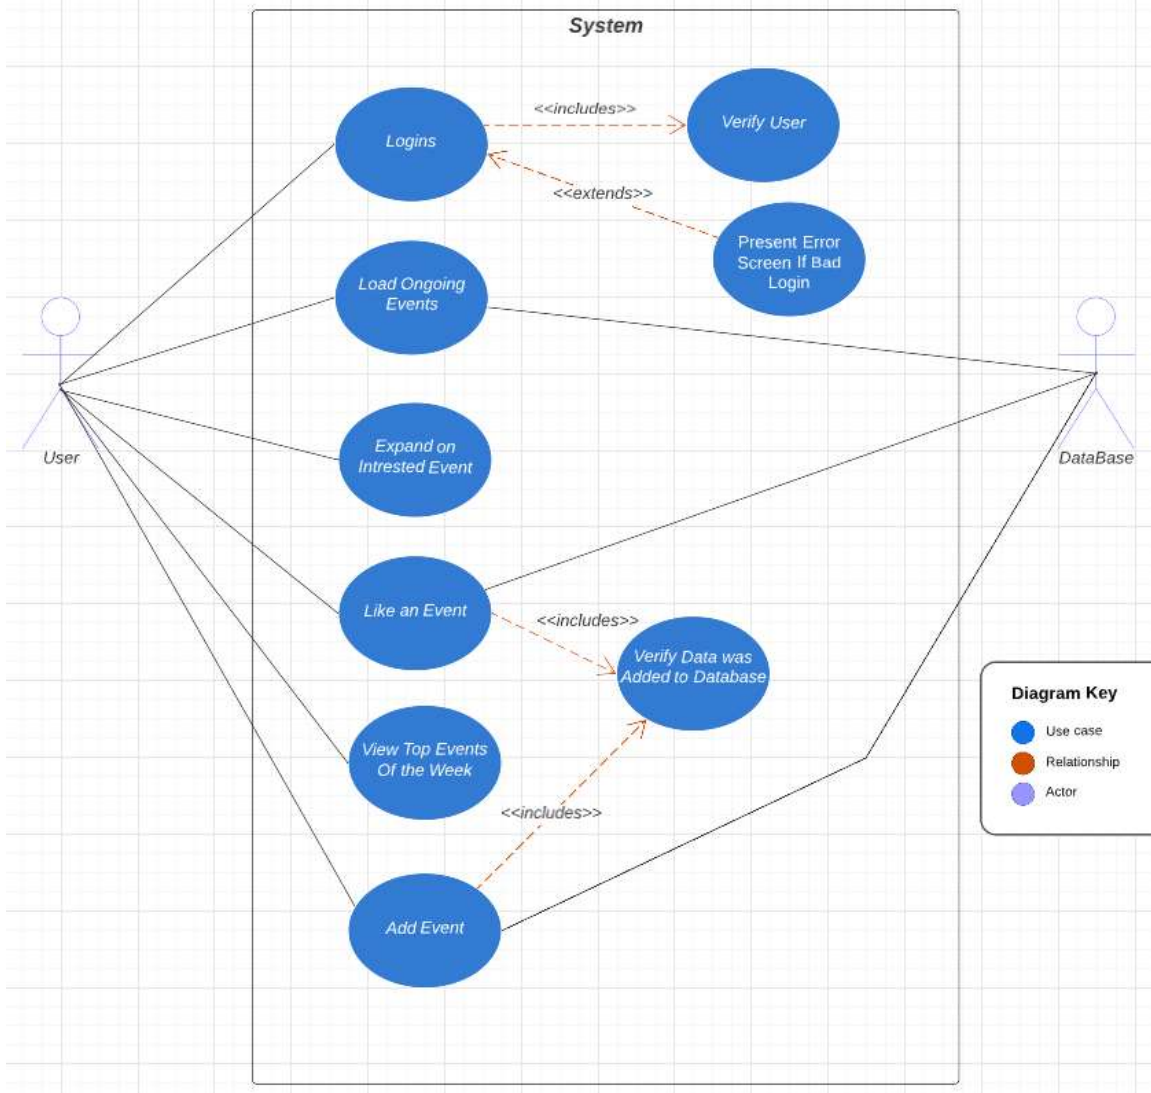 System
<<includes>>
Logins
Verify User
<<extends>>
Present Error
Screen If Bad
Login
Load Ongoing
Events
User
DataBase
Expand on
Intrested Event
Like an Event
<<includes>>
Verify Data was
Added to Database
Diagram Key
Use case
Relationship
Actor
View Top Events
Of the Week
<<includes>>
Add Event